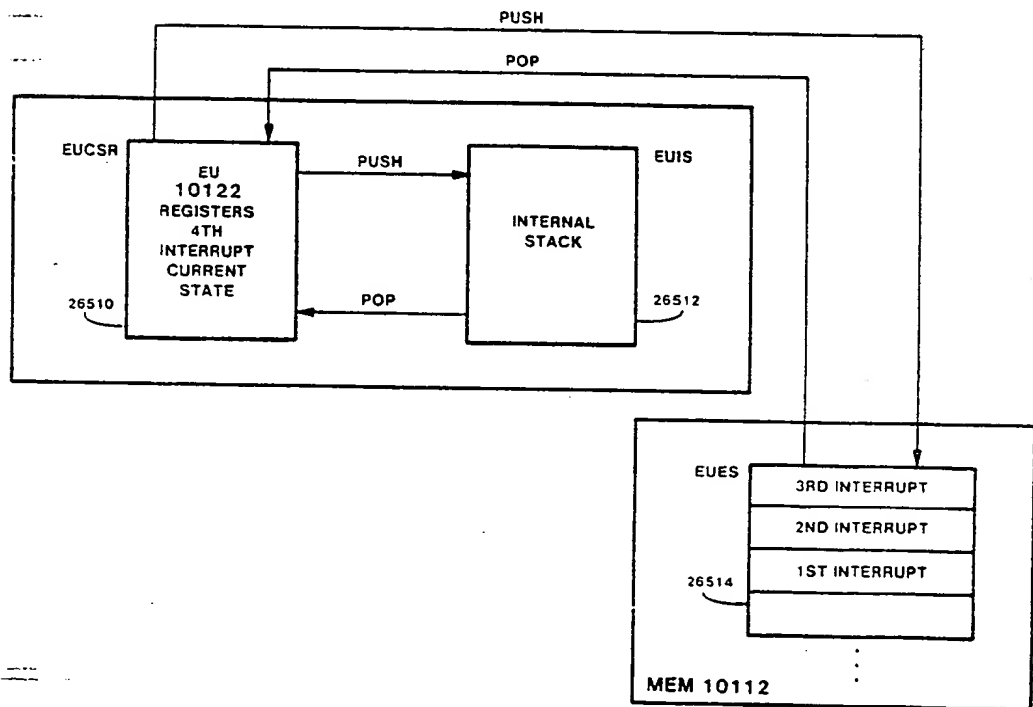 PUSH
POP
EUCSR
EU
10122
REGISTERS
4TH
INTERRUPT
CURRENT
STATE
26510
PUSH
POP
EUIS
INTERNAL
STACK
26512
EUES
3RD INTERRUPT
2ND INTERRUPT
1ST INTERRUPT
26514
MEM 10112